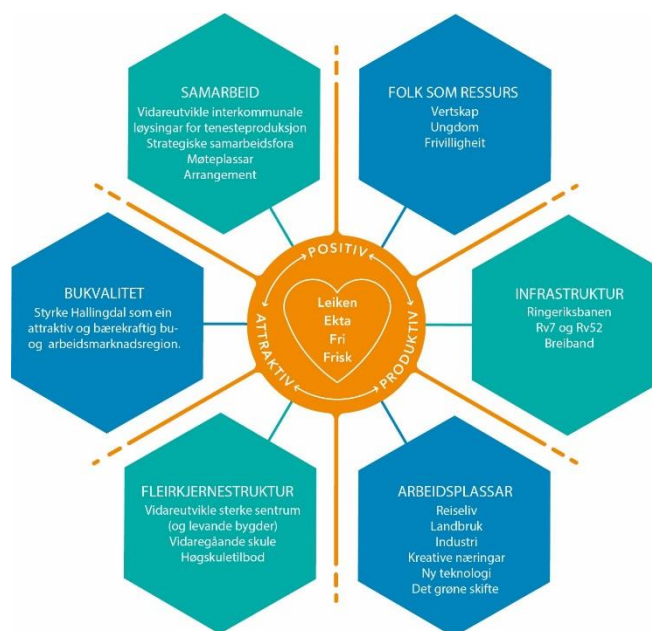 SAMARBEID
Vidareutvikle interkommunale
løysingar for tenesteproduksjon
Strategiske samarbeidsfora
Møteplassar
Arrangement
FOLK SOM RESSURS
Vertskap
Ungdom
Frivilligheit
BUKVALITET
Styrke Hallingdal som ein
attraktiv og bærekraftig bu-
og arbeidsmarknadsregion.
POSITIV
ATTRAKTIV
PRODUKTIV
Leiken
Ekta
Fri
Frisk
INFRASTRUKTUR
Ringeriksbanen
Rv7 og Rv52
Breiband
FLEIRKJERNESTRUKTUR
Vidareutvikle sterke sentrum
(og levande bygder)
Vidaregåande skule
Høgskuletilbod
ARBEIDSPLASSAR
Reiseliv
Landbruk
Industri
Kreative næringar
Ny teknologi
Det grøne skifte